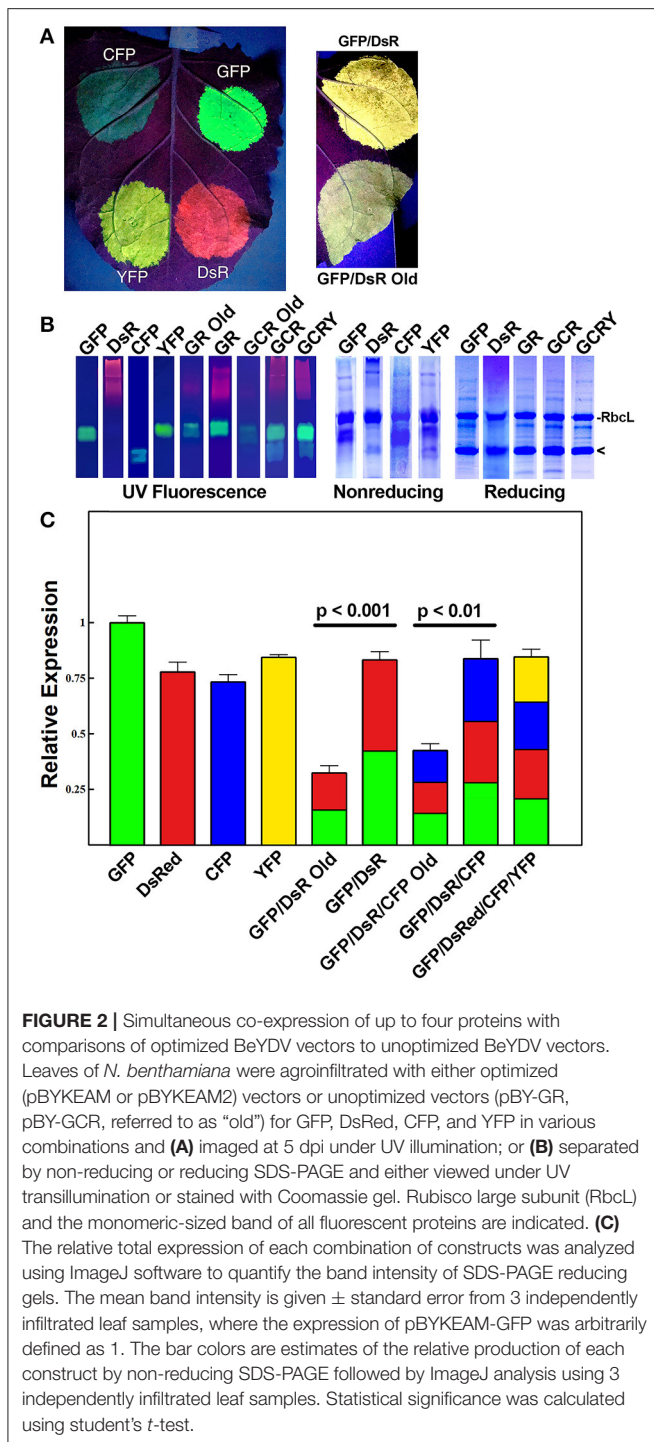 A
CFP
GFP
YFP
DsR
GFP/DsR
GFP/DsR Old
B
GFP
DsR
CFP
YFP
GR Old
GR
GCR Old
GCR
GCRY
GFP
DsR
CFP
YFP
GFP
DsR
GR
GCR
GCRY
-RbcL
<
UV Fluorescence
Nonreducing
Reducing
C
Relative Expression
1
0.75
0.5
0.25
p < 0.001
p < 0.01
GFP
DsRed
CFP
YFP
GFP/DsR Old
GFP/DsR
GFP/DsR/CFP Old
GFP/DsR/CFP
GFP/DsRed/CFP/YFP
FIGURE 2 | Simultaneous co-expression of up to four proteins with
comparisons of optimized BeYDV vectors to unoptimized BeYDV vectors.
Leaves of N. benthamiana were agroinfiltrated with either optimized
(pBYKEAM or pBYKEAM2) vectors or unoptimized vectors (pBY-GR,
pBY-GCR, referred to as “old”) for GFP, DsRed, CFP, and YFP in various
combinations and (A) imaged at 5 dpi under UV illumination; or (B) separated
by non-reducing or reducing SDS-PAGE and either viewed under UV
transillumination or stained with Coomassie gel. Rubisco large subunit (RbcL)
and the monomeric-sized band of all fluorescent proteins are indicated. (C)
The relative total expression of each combination of constructs was analyzed
using ImageJ software to quantify the band intensity of SDS-PAGE reducing
gels. The mean band intensity is given ± standard error from 3 independently
infiltrated leaf samples, where the expression of pBYKEAM-GFP was arbitrarily
defined as 1. The bar colors are estimates of the relative production of each
construct by non-reducing SDS-PAGE followed by ImageJ analysis using 3
independently infiltrated leaf samples. Statistical significance was calculated
using student’s t-test.